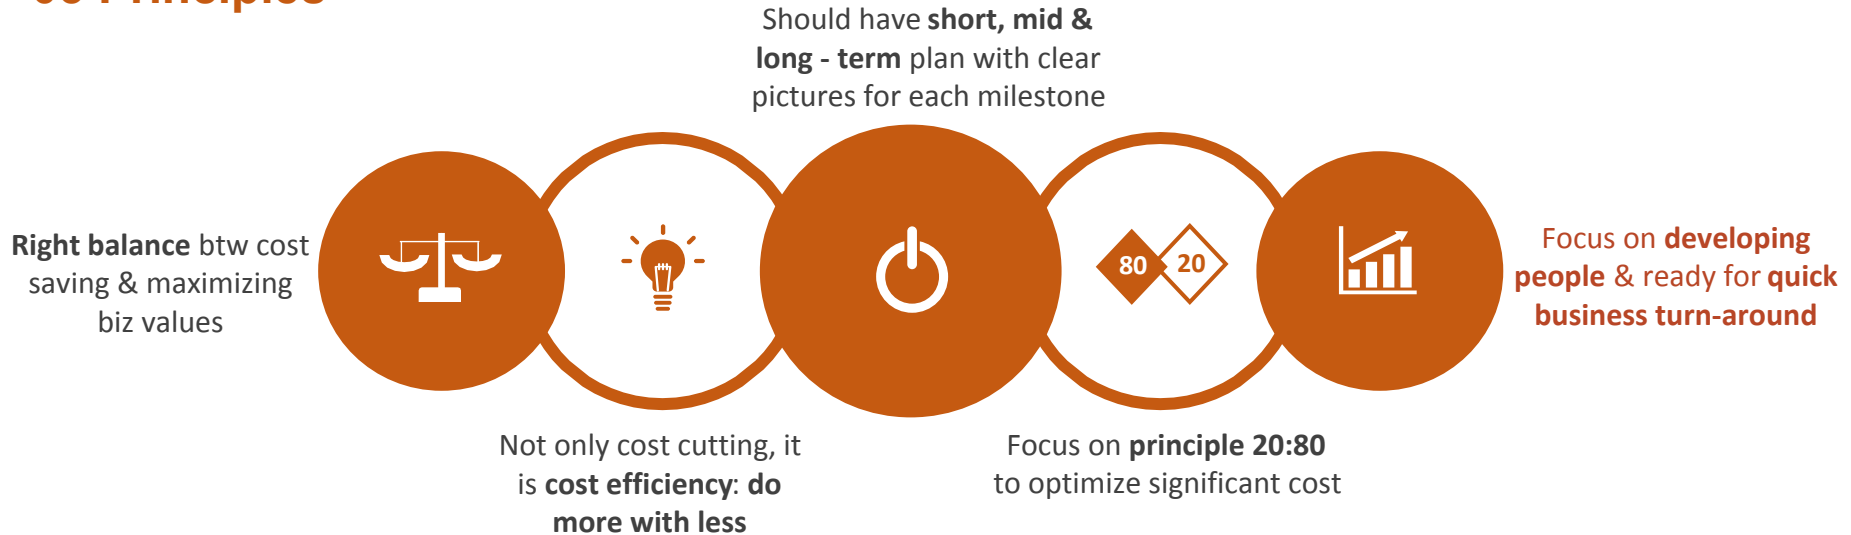 Principles
Should have short, mid &
long - term plan with clear
pictures for each milestone
Right balance btw cost
saving & maximizing
biz values
80
20
Focus on developing
people & ready for quick
business turn-around
Not only cost cutting, it
is cost efficiency: do
more with less
Focus on principle 20:80
to optimize significant cost